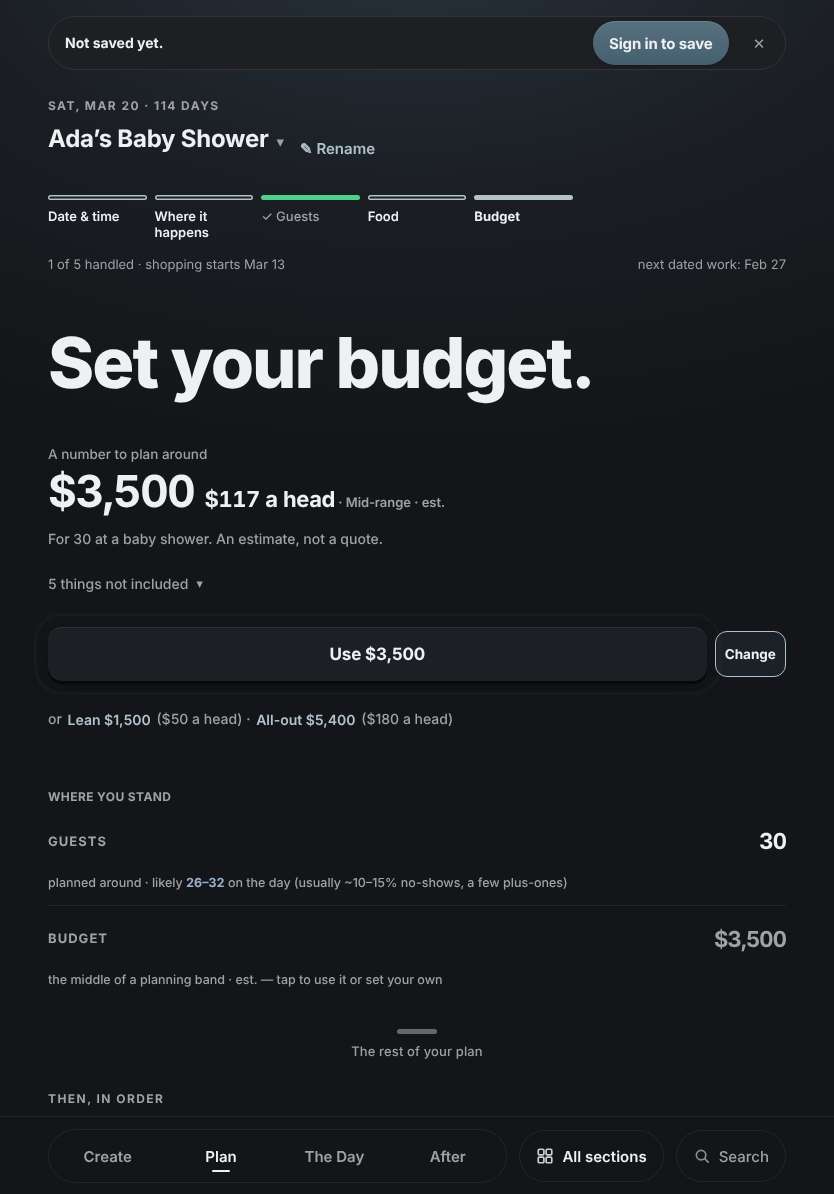 Not saved yet.
Sign in to save
×
SAT, MAR 20 · 114 DAYS
Ada’s Baby Shower ▾
✎ Rename
Date & time
Where it
happens
✓ Guests
Food
Budget
1 of 5 handled · shopping starts Mar 13
next dated work: Feb 27
Set your budget.
A number to plan around
$3,500 $117 a head · Mid-range · est.
For 30 at a baby shower. An estimate, not a quote.
5 things not included ▾
Use $3,500
Change
or Lean $1,500 ($50 a head) · All-out $5,400 ($180 a head)
WHERE YOU STAND
GUESTS
30
planned around · likely 26–32 on the day (usually ~10–15% no-shows, a few plus-ones)
BUDGET
$3,500
the middle of a planning band · est. — tap to use it or set your own
The rest of your plan
THEN, IN ORDER
Create
Plan
The Day
After
All sections
Search